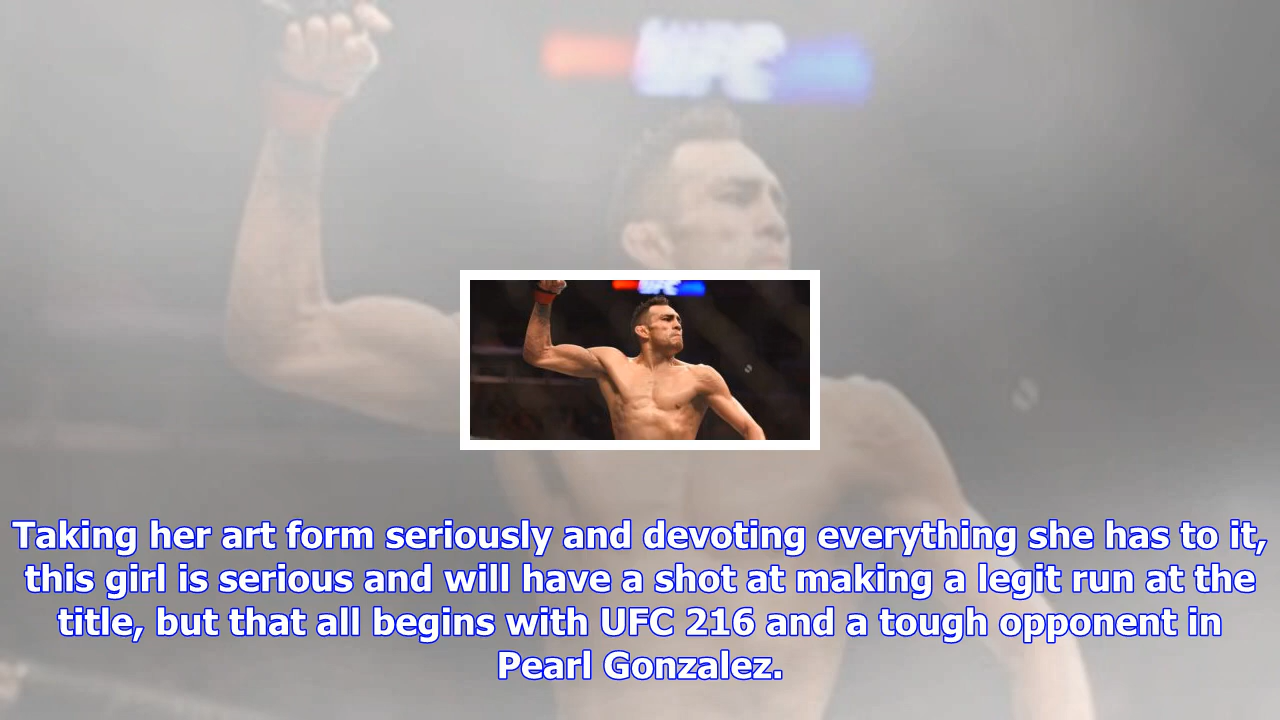 UFC
UFC
Taking her art form seriously and devoting everything she has to it,
this girl is serious and will have a shot at making a legit run at the
title, but that all begins with UFC 216 and a tough opponent in
Pearl Gonzalez.